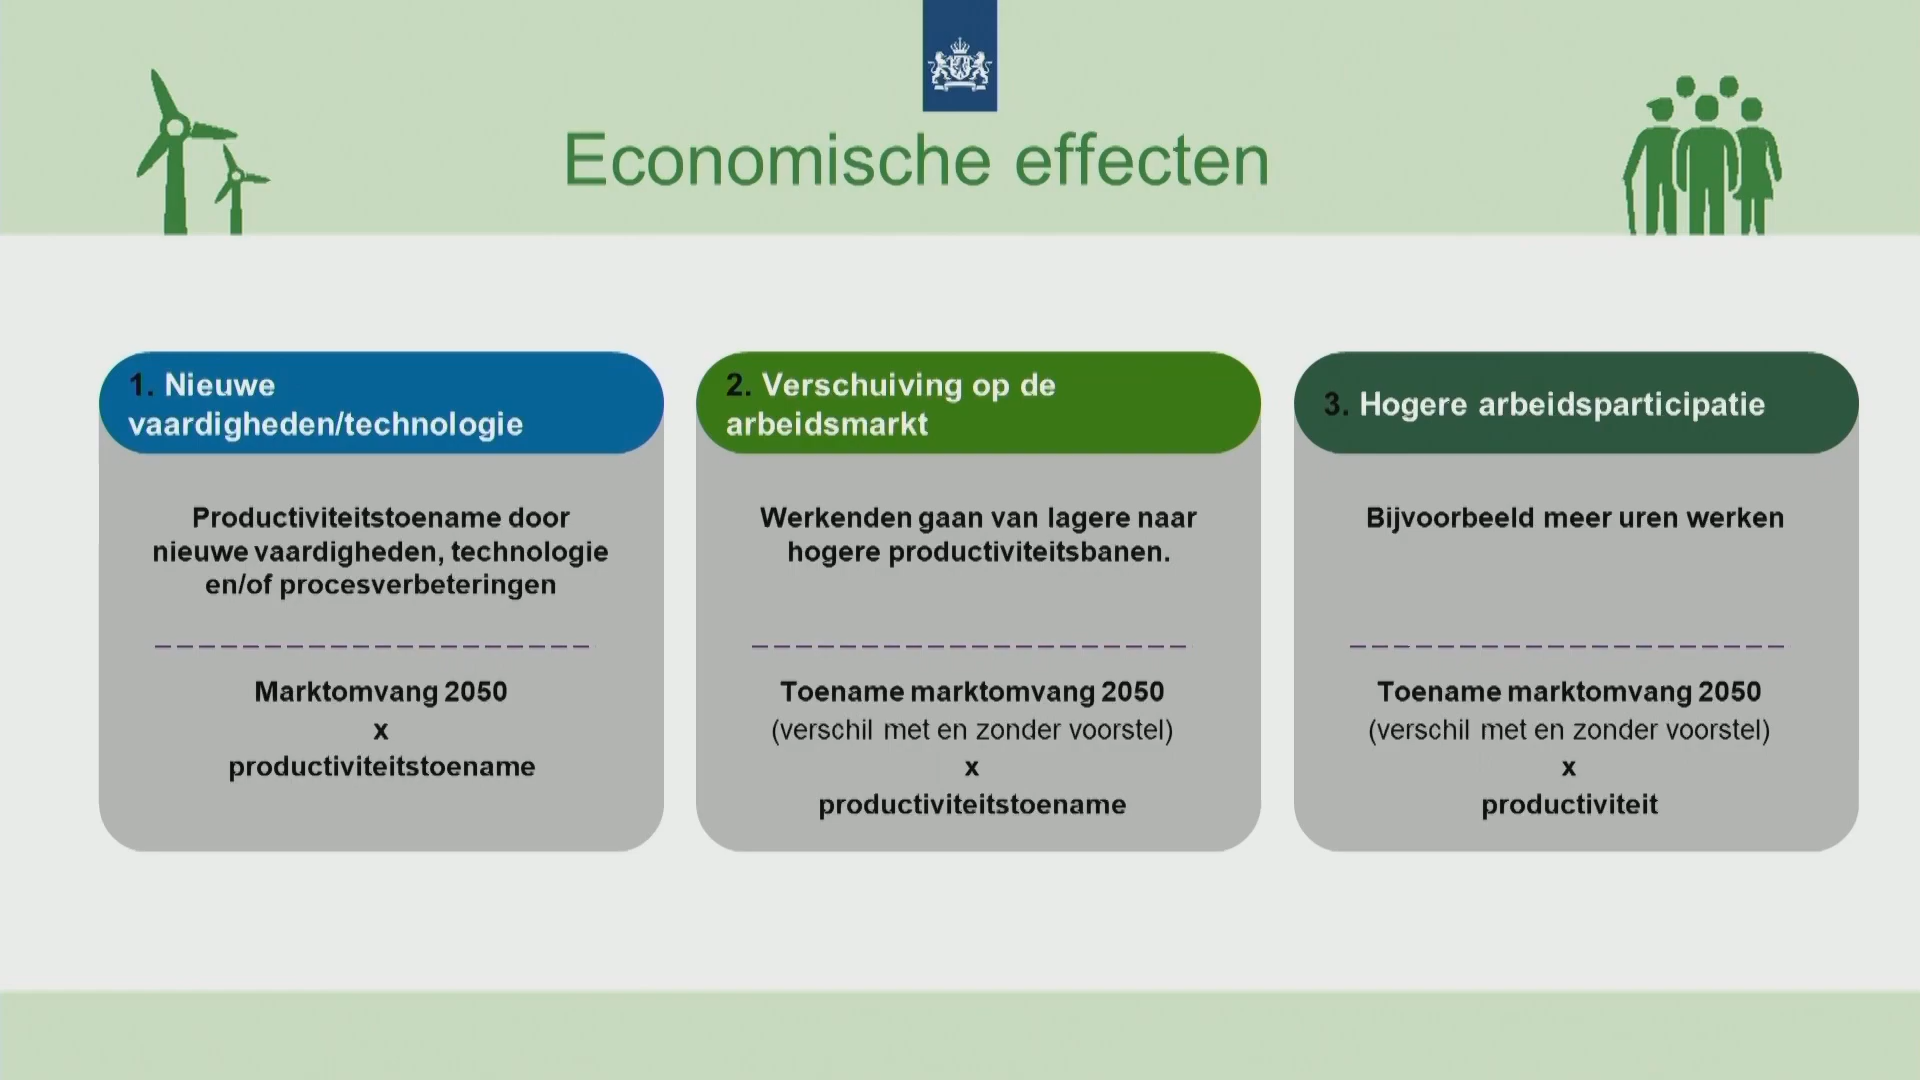 Economische effecten
1. Nieuwe
vaardigheden/technologie
Productiviteitstoename door
nieuwe vaardigheden, technologie
en/of procesverbeteringen
Marktomvang 2050
x
productiviteitstoename
2. Verschuiving op de
arbeidsmarkt
Werkenden gaan van lagere naar
hogere productiviteitsbanen.
Toename marktomvang 2050
(verschil met en zonder voorstel)
x
productiviteitstoename
3. Hogere arbeidsparticipatie
Bijvoorbeeld meer uren werken
Toename marktomvang 2050
(verschil met en zonder voorstel)
x
productiviteit